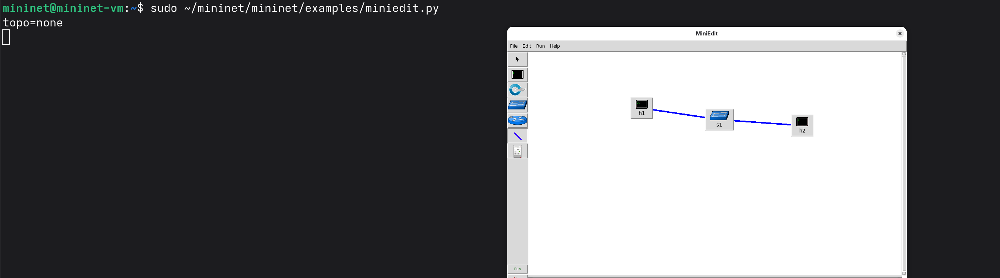 mininet@mininet-vm:~$ sudo ~/mininet/mininet/examples/miniedit.py
topo=none
MiniEdit
File Edit Run Help
h1
s1
h2
Run